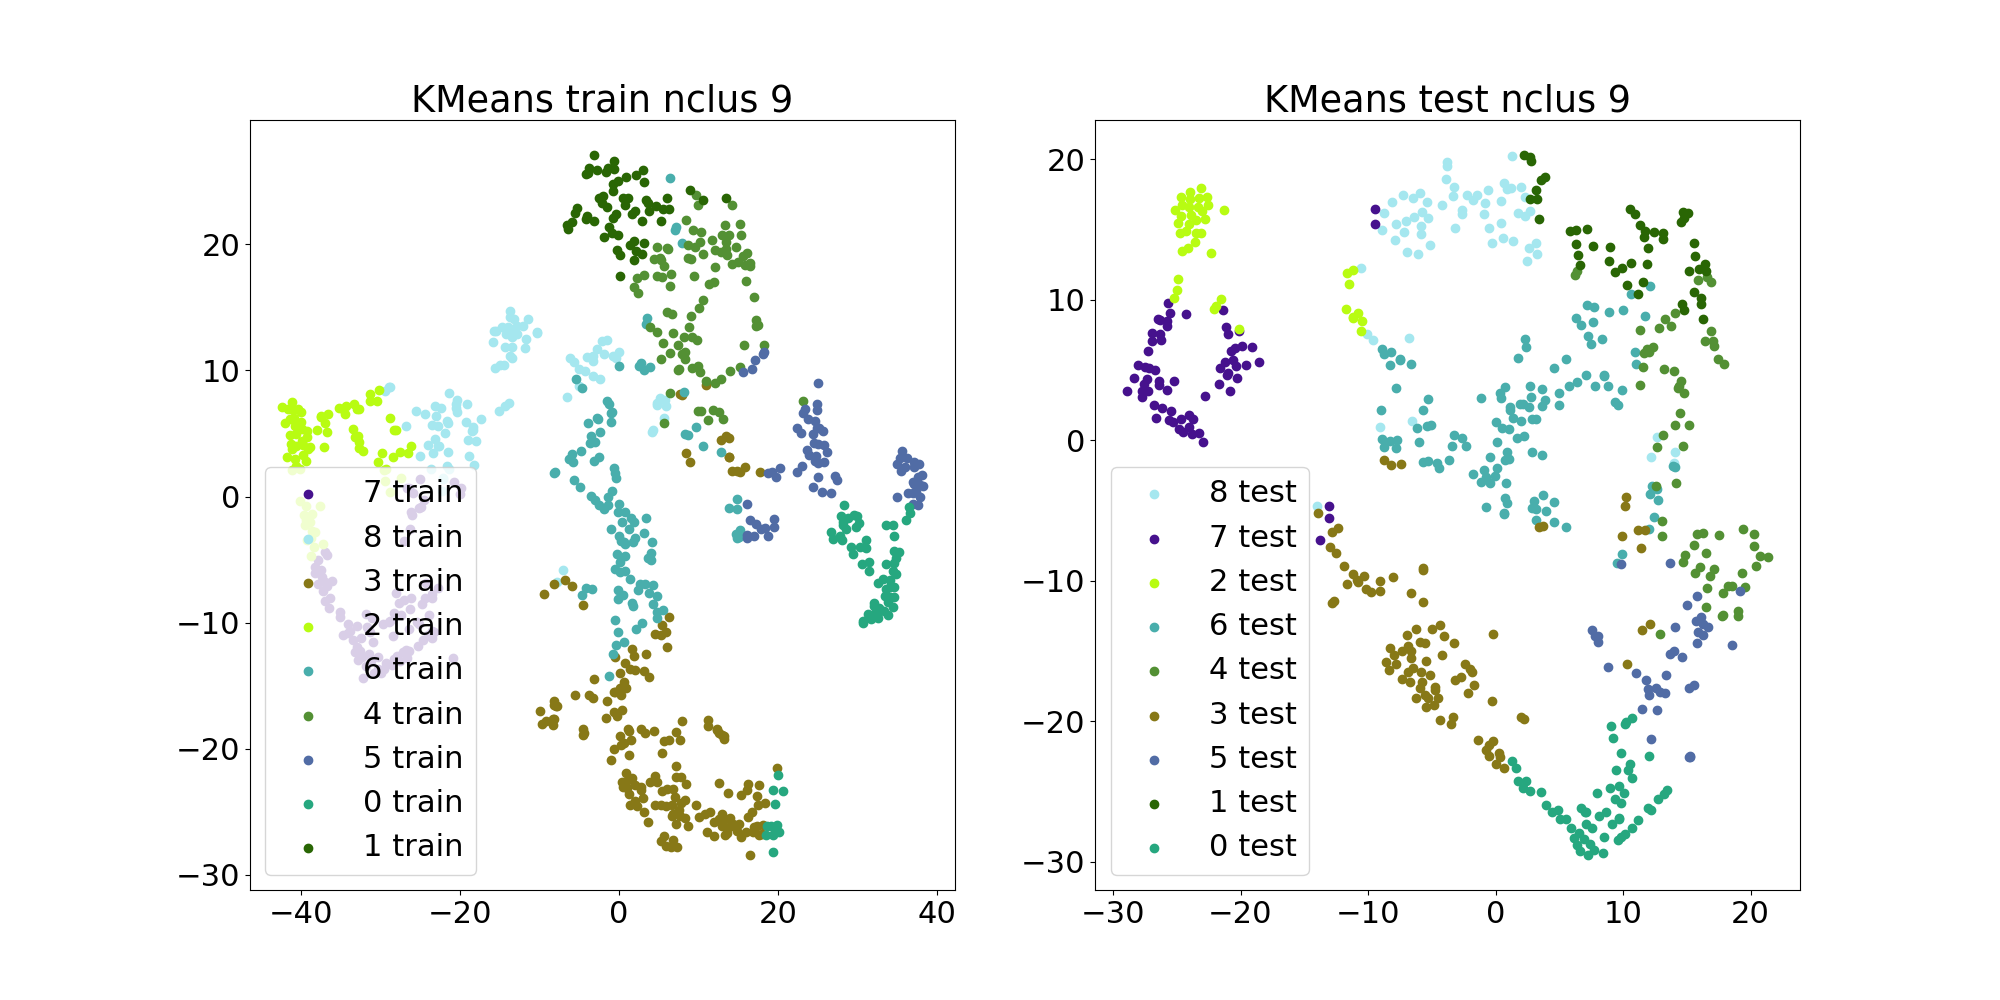 KMeans train nclus 9
20
10
0
−10
−20
−30
−40
−20
0
20
40
7 train
8 train
3 train
2 train
6 train
4 train
5 train
0 train
1 train
KMeans test nclus 9
20
10
0
−10
−20
−30
−30
−20
−10
0
10
20
8 test
7 test
2 test
6 test
4 test
3 test
5 test
1 test
0 test